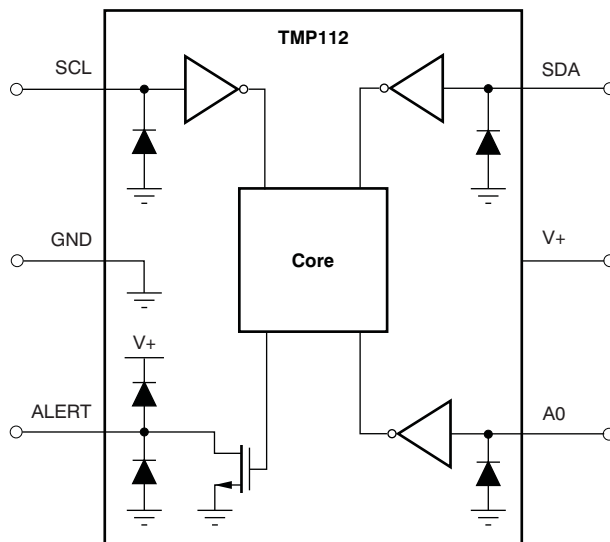 TMP112
SCL
SDA
GND
V+
Core
V+
ALERT
A0